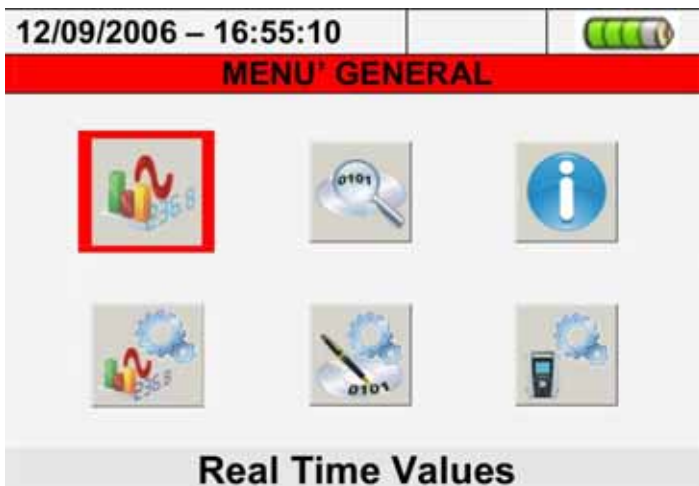 12/09/2006 – 16:55:10
MENU' GENERAL
236.8
0101
236.8
0101
Real Time Values